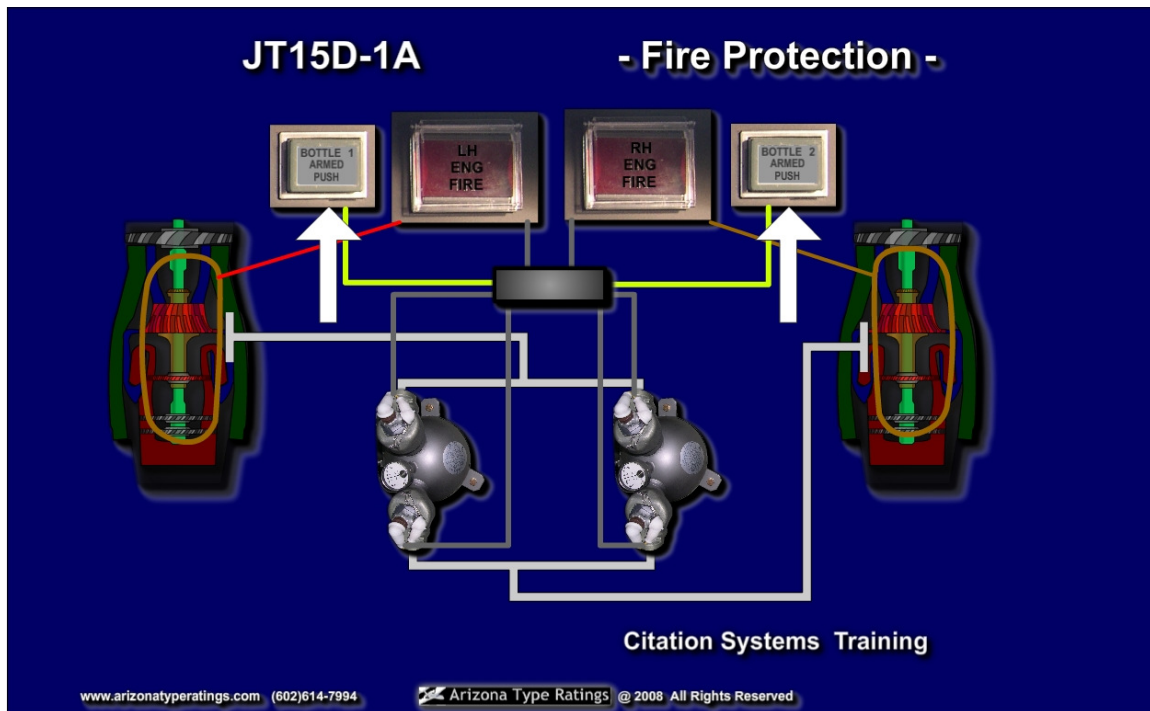 JT15D-1A - Fire Protection -
BOTTLE 1
ARMED
PUSH
LH
ENG
FIRE
RH
ENG
FIRE
BOTTLE 2
ARMED
PUSH
Citation Systems Training
www.arizonatyperatings.com (602)614-7994 Arizona Type Ratings @ 2008 All Rights Reserved